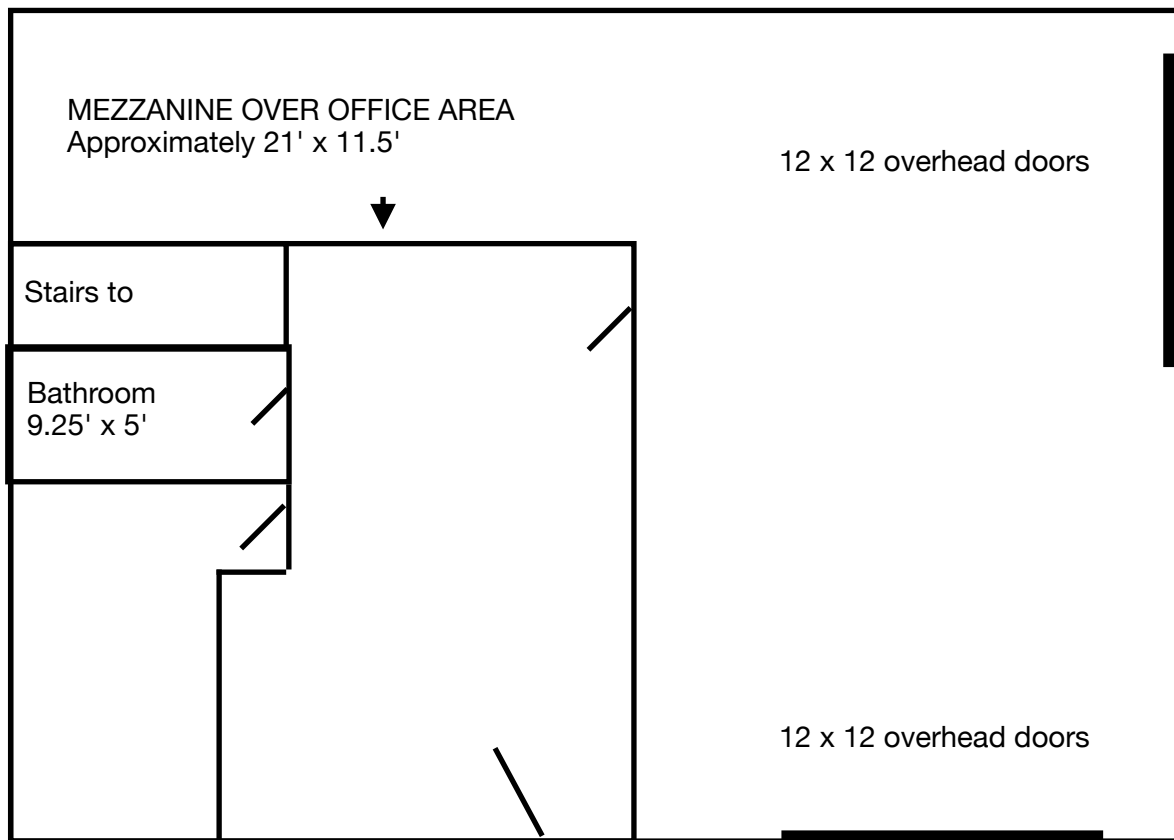 MEZZANINE OVER OFFICE AREA
Approximately 21' x 11.5'
12 x 12 overhead doors
Stairs to
Bathroom
9.25' x 5'
12 x 12 overhead doors